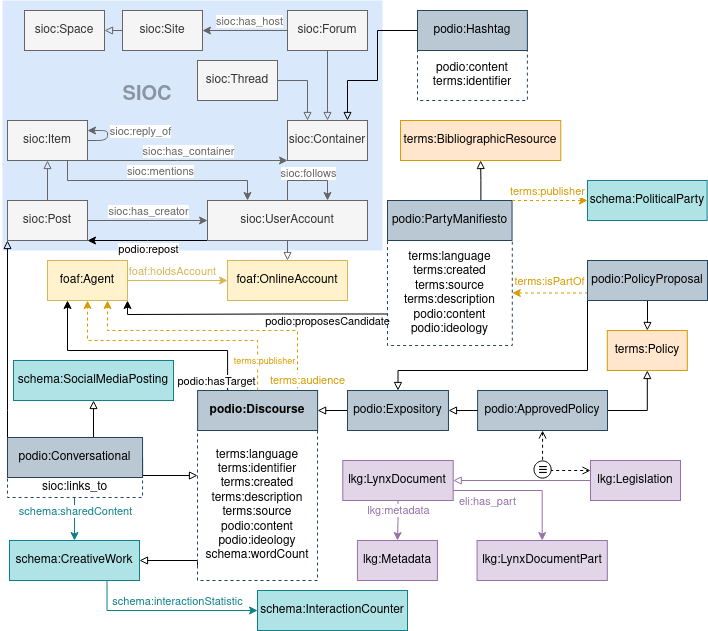 sioc:Space
sioc:Site
sioc:has_host
sioc:Forum
podio:Hashtag
podio:content
terms:identifier
sioc:Thread
SIOC
sioc:Item
sioc:reply_of
sioc:has_container
sioc:Container
sioc:mentions
sioc:follows
terms:BibliographicResource
terms:publisher
schema:PoliticalParty
sioc:Post
sioc:has_creator
sioc:UserAccount
podio:PartyManifiesto
podio:repost
terms:language
terms:created
terms:source
terms:description
podio:content
podio:ideology
foaf:Agent
foaf:holdsAccount
foaf:OnlineAccount
terms:isPartOf
podio:PolicyProposal
podio:proposesCandidate
terms:Policy
terms:publisher
schema:SocialMediaPosting
podio:hasTarget
terms:audience
podio:Discourse
podio:Expository
podio:ApprovedPolicy
terms:language
terms:identifier
terms:created
terms:description
terms:source
podio:content
podio:ideology
schema:wordCount
podio:Conversational
sioc:links_to
schema:sharedContent
lkg:LynxDocument
lkg:Legislation
lkg:metadata
eli:has_part
schema:CreativeWork
lkg:Metadata
lkg:LynxDocumentPart
schema:interactionStatistic
schema:InteractionCounter